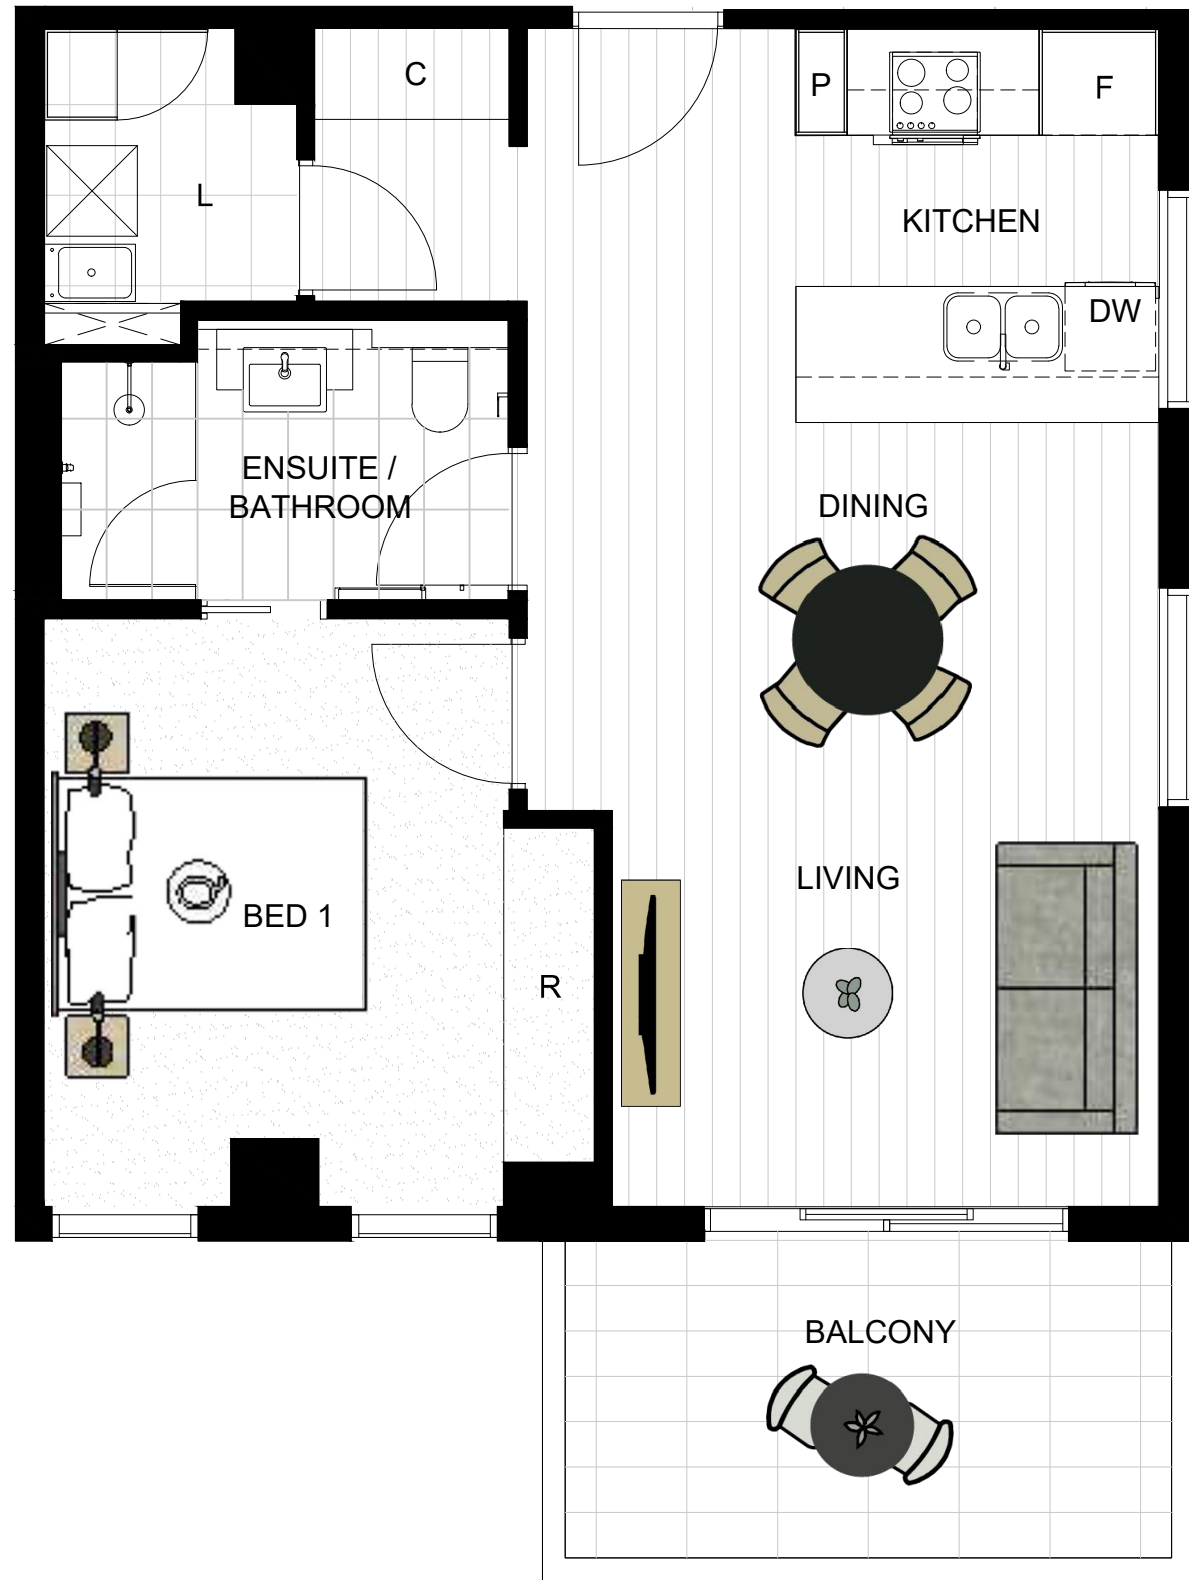 C
P
F
L
KITCHEN
DW
ENSUITE /
BATHROOM
DINING
LIVING
BED 1
R
BALCONY